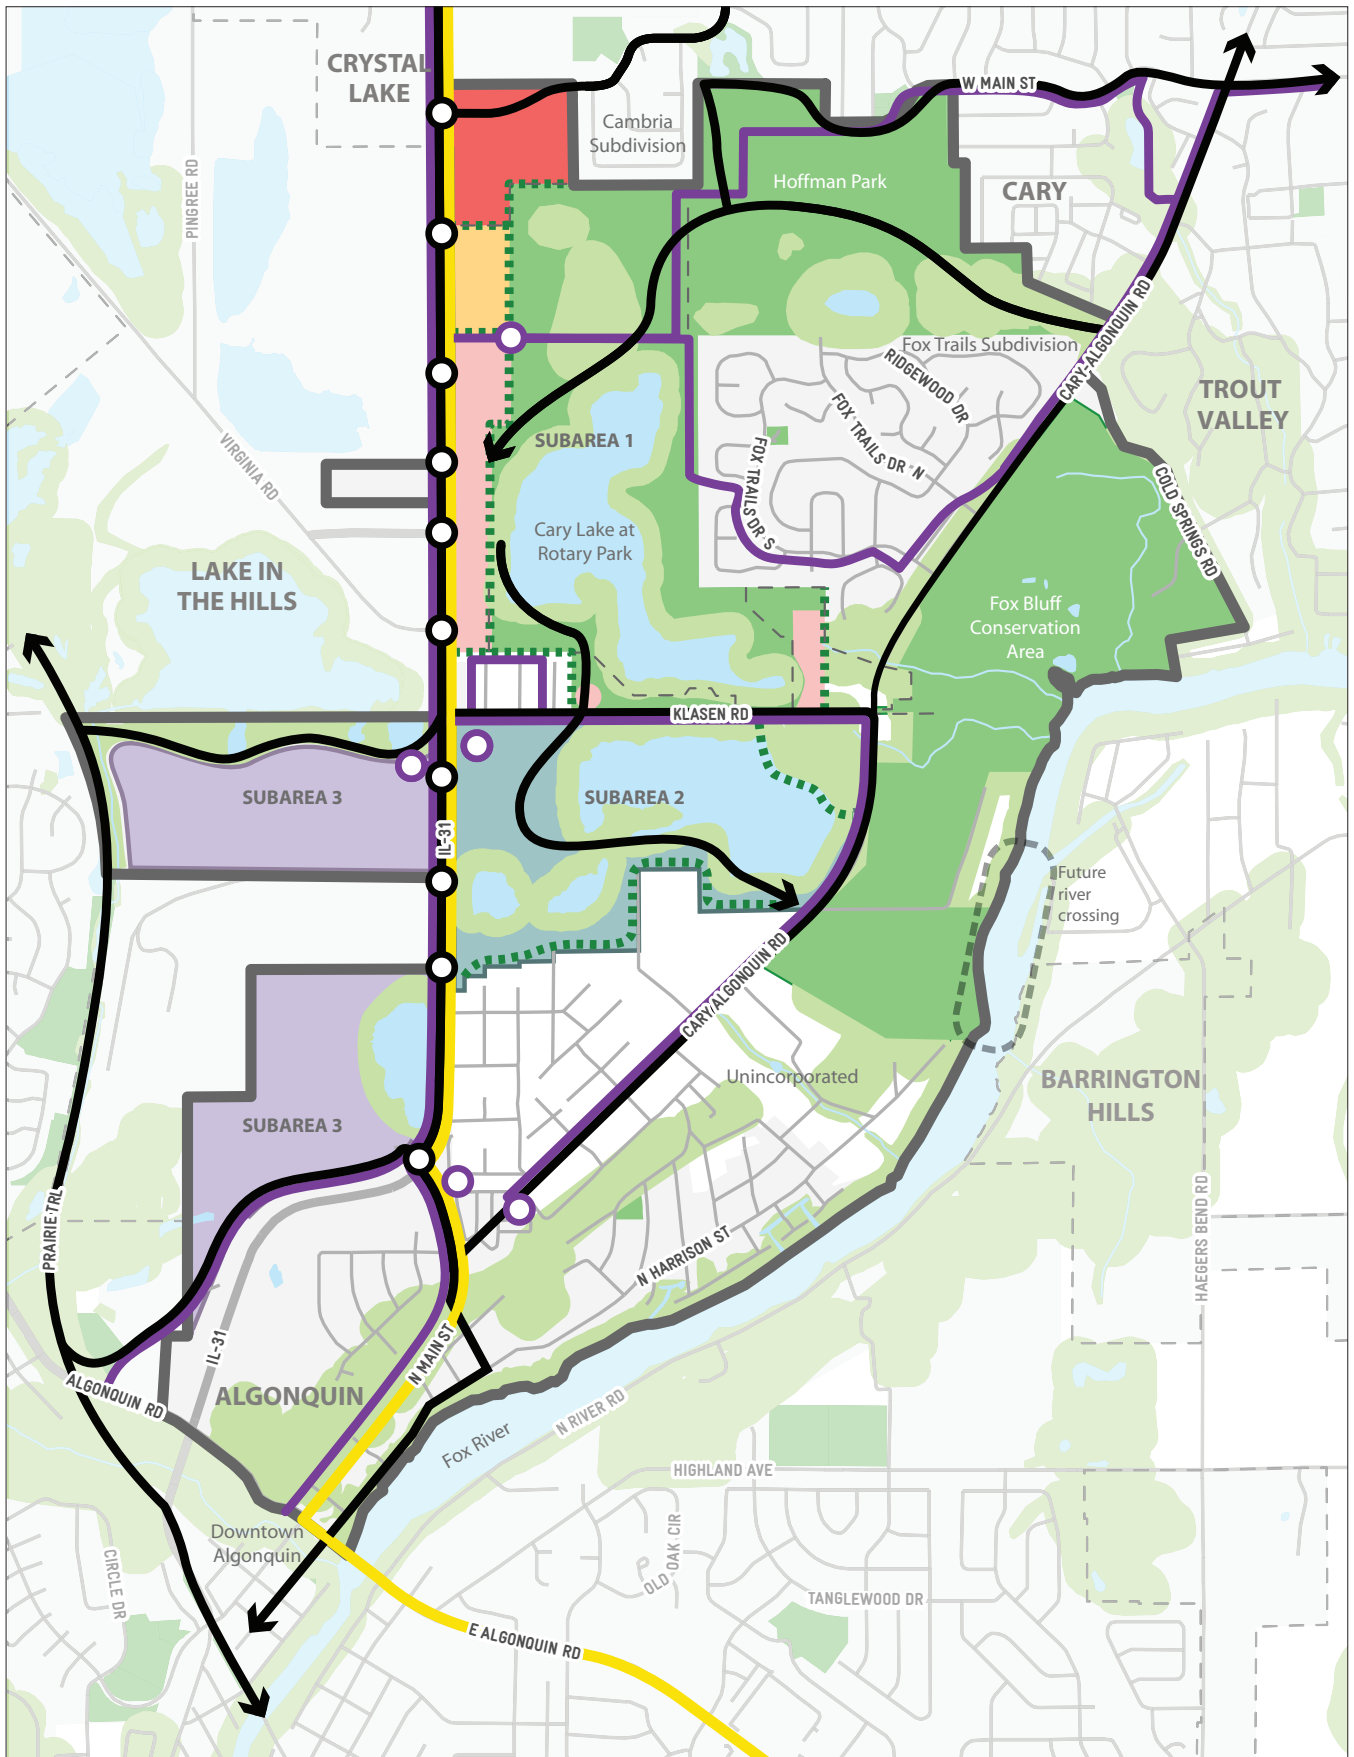 CRYSTAL
LAKE
W MAIN ST
Cambria
Subdivision
Hoffman Park
CARY
PINGREE RD
CARY-ALGONQUIN RD
Fox Trails Subdivision
RIDGEWOOD DR
TROUT
VALLEY
FOX TRAILS DR N
VIRGINIA RD
SUBAREA 1
FOX TRAILS DR S
COLD SPRINGS RD
Cary Lake at
Rotary Park
LAKE IN
THE HILLS
Fox Bluff
Conservation
Area
KLASEN RD
SUBAREA 3
SUBAREA 2
IL-31
Future
river
crossing
CARY/ALGONQUIN RD
Unincorporated
BARRINGTON
HILLS
SUBAREA 3
PRAIRIE TRL
HAEGERS BEND RD
N HARRISON ST
IL-31
N MAIN ST
ALGONQUIN RD
ALGONQUIN
N RIVER RD
Fox River
HIGHLAND AVE
Downtown
Algonquin
CIRCLE DR
OLD OAK CIR
TANGLEWOOD DR
E ALGONQUIN RD